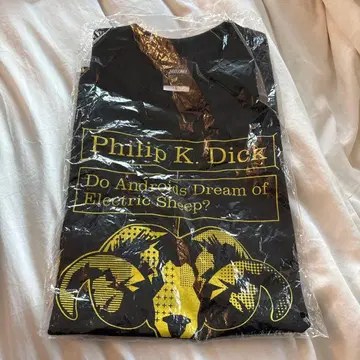 Philip K. Dick
Do Androids Dream of
Electric Sheep?